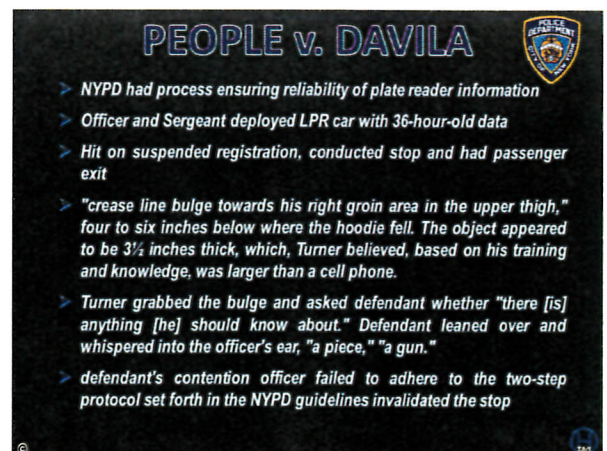 PEOPLE v. DAVILA
POLICE
DEPARTMENT
CITY OF
NEW YORK
NYPD had process ensuring reliability of plate reader information
Officer and Sergeant deployed LPR car with 36-hour-old data
Hit on suspended registration, conducted stop and had passenger
exit
"crease line bulge towards his right groin area in the upper thigh,"
four to six inches below where the hoodie fell. The object appeared
to be 3½ inches thick, which, Turner believed, based on his training
and knowledge, was larger than a cell phone.
Turner grabbed the bulge and asked defendant whether "there [is]
anything [he] should know about." Defendant leaned over and
whispered into the officer's ear, "a piece," "a gun."
defendant's contention officer failed to adhere to the two-step
protocol set forth in the NYPD guidelines invalidated the stop
©